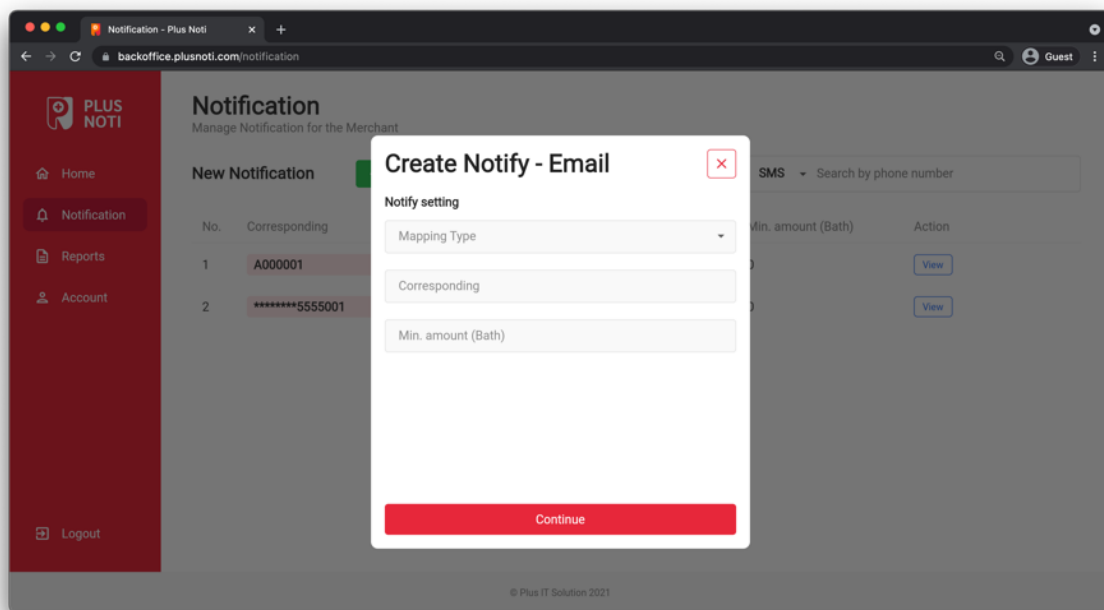 Notification - Plus Noti
backoffice.plusnoti.com/notification
Guest
PLUS
NOTI
Home
Notification
Reports
Account
Logout
Notification
Manage Notification for the Merchant
New Notification
SMS
Search by phone number
No.
Corresponding
Min. amount (Bath)
Action
1
A000001
View
2
********5555001
View
Create Notify - Email
Notify setting
Mapping Type
Corresponding
Min. amount (Bath)
Continue
© Plus IT Solution 2021